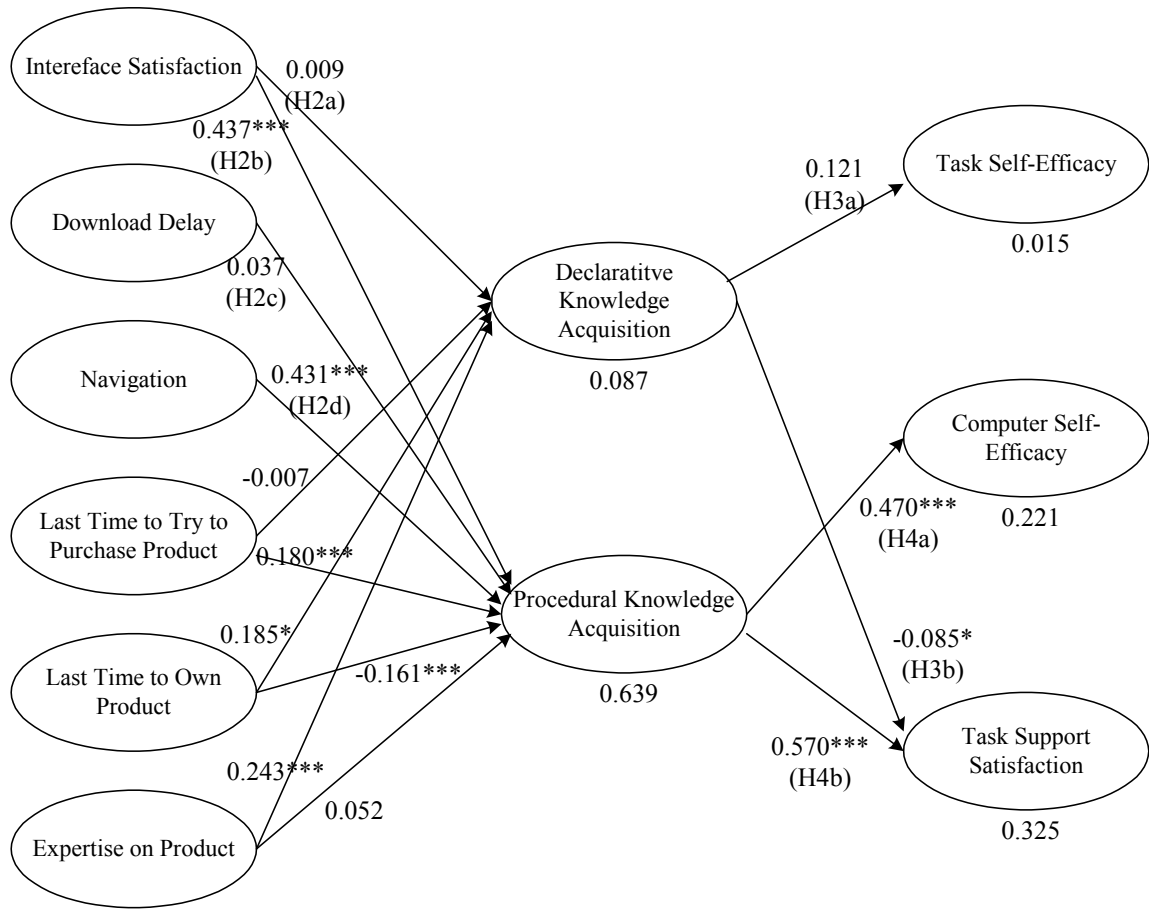 Intereface Satisfaction
0.009
(H2a)
0.437***
(H2b)
Download Delay
0.037
(H2c)
Navigation
0.431***
(H2d)
Last Time to Try to
Purchase Product
-0.007
0.180***
Last Time to Own
Product
0.185*
-0.161***
Expertise on Product
0.243***
0.052
Declaratitve
Knowledge
Acquisition
0.087
Procedural Knowledge
Acquisition
0.639
0.121
(H3a)
Task Self-Efficacy
0.015
Computer Self-
Efficacy
0.221
0.470***
(H4a)
-0.085*
(H3b)
0.570***
(H4b)
Task Support
Satisfaction
0.325